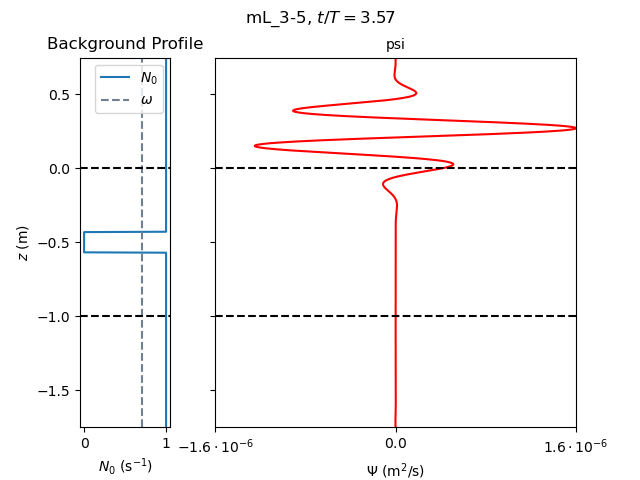 mL_3-5, t/T = 3.57
Background Profile
psi
N₀
ω
0.5
0.0
−0.5
−1.0
−1.5
z (m)
0
1
N₀ (s⁻¹)
−1.6 · 10⁻⁶
0.0
1.6 · 10⁻⁶
Ψ (m²/s)